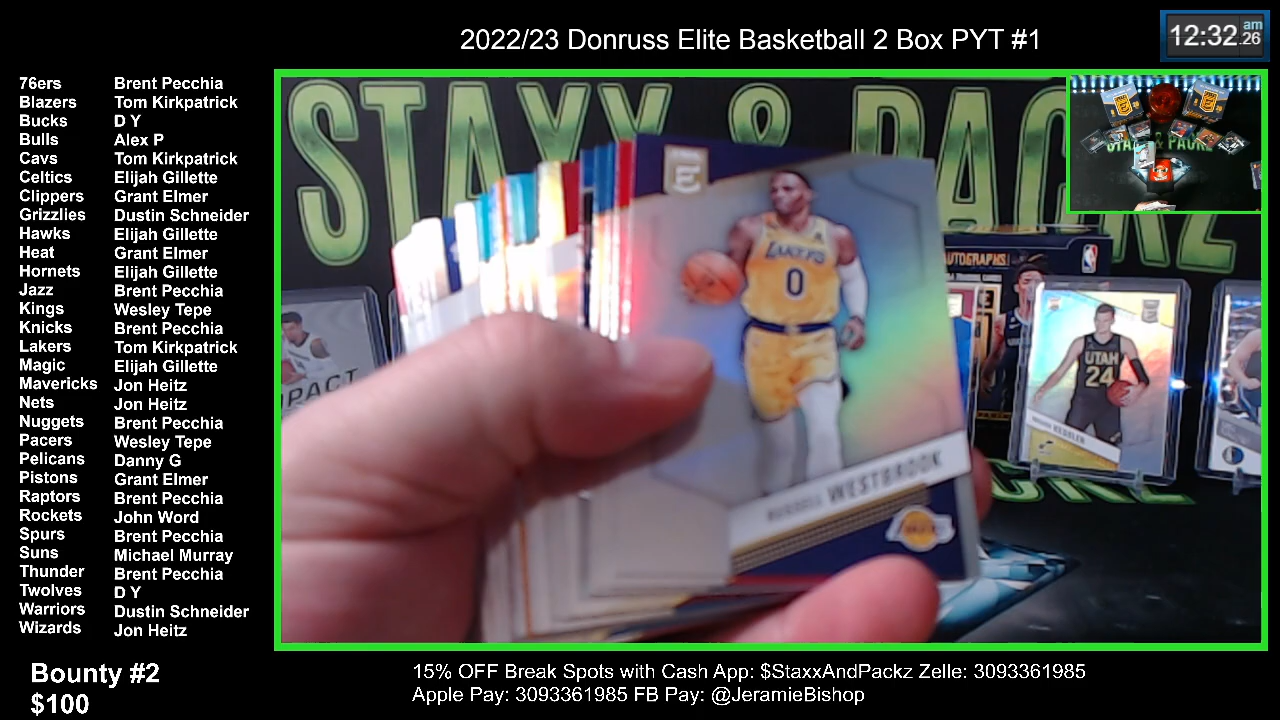 2022/23 Donruss Elite Basketball 2 Box PYT #1
12:32.26 am
76ers Brent Pecchia
Blazers Tom Kirkpatrick
Bucks D Y
Bulls Alex P
Cavs Tom Kirkpatrick
Celtics Elijah Gillette
Clippers Grant Elmer
Grizzlies Dustin Schneider
Hawks Elijah Gillette
Heat Grant Elmer
Hornets Elijah Gillette
Jazz Brent Pecchia
Kings Wesley Tepe
Knicks Brent Pecchia
Lakers Tom Kirkpatrick
Magic Elijah Gillette
Mavericks Jon Heitz
Nets Jon Heitz
Nuggets Brent Pecchia
Pacers Wesley Tepe
Pelicans Danny G
Pistons Grant Elmer
Raptors Brent Pecchia
Rockets John Word
Spurs Brent Pecchia
Suns Michael Murray
Thunder Brent Pecchia
Twolves D Y
Warriors Dustin Schneider
Wizards Jon Heitz
Bounty #2
$100
STAXX & PACKZ
E
LAKERS
0
RUSSELL WESTBROOK
AUTOGRAPHS
UTAH
24
KESSLER
15% OFF Break Spots with Cash App: $StaxxAndPackz Zelle: 3093361985
Apple Pay: 3093361985 FB Pay: @JeramieBishop